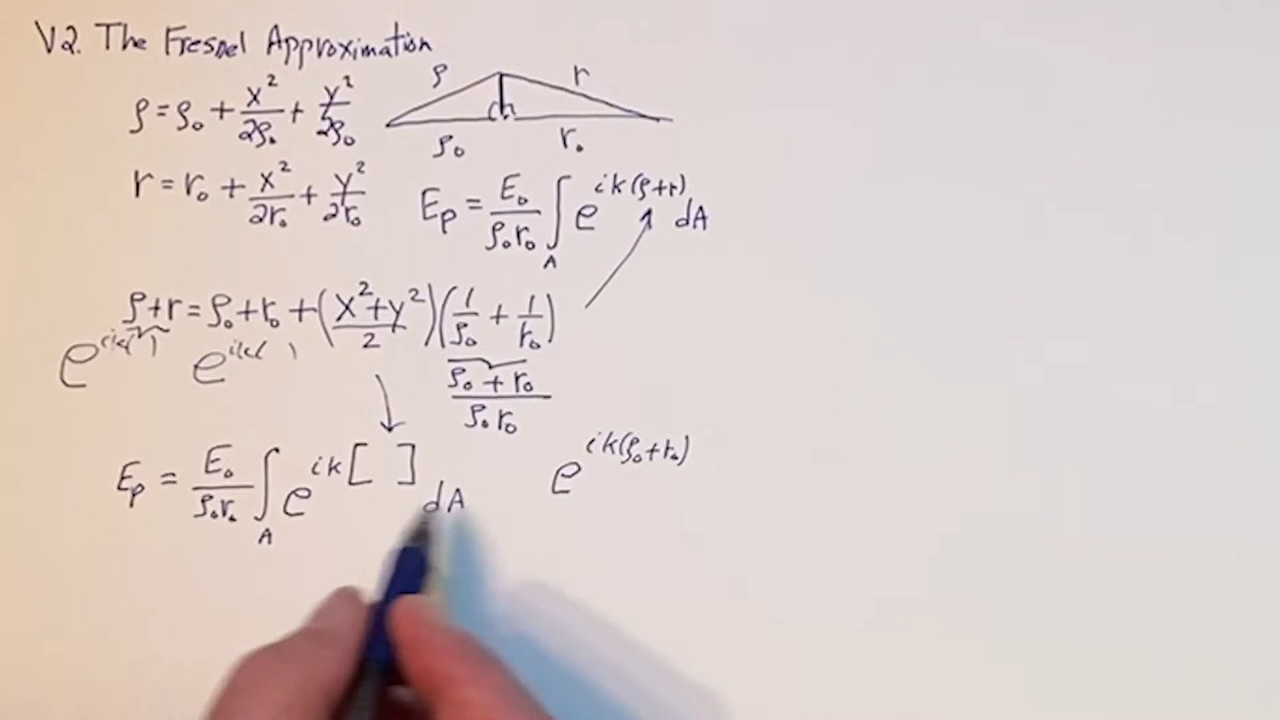 V2. The Fresnel Approximation
ρ = ρ₀ + x²/2ρ₀ + y²/2ρ₀
ρ r
ρ₀ r₀
r = r₀ + x²/2r₀ + y²/2r₀
E_p = E₀/ρ₀r₀ ∫_A e^{ik(ρ+r)} dA
ρ+r = ρ₀+r₀ + (x²+y²/2)(1/ρ₀ + 1/r₀)
e^{ik( )} e^{ik( )}
ρ₀ + r₀/ρ₀r₀
E_p = E₀/ρ₀r₀ ∫_A e^{ik[ ]} dA e^{ik(ρ₀+r₀)}